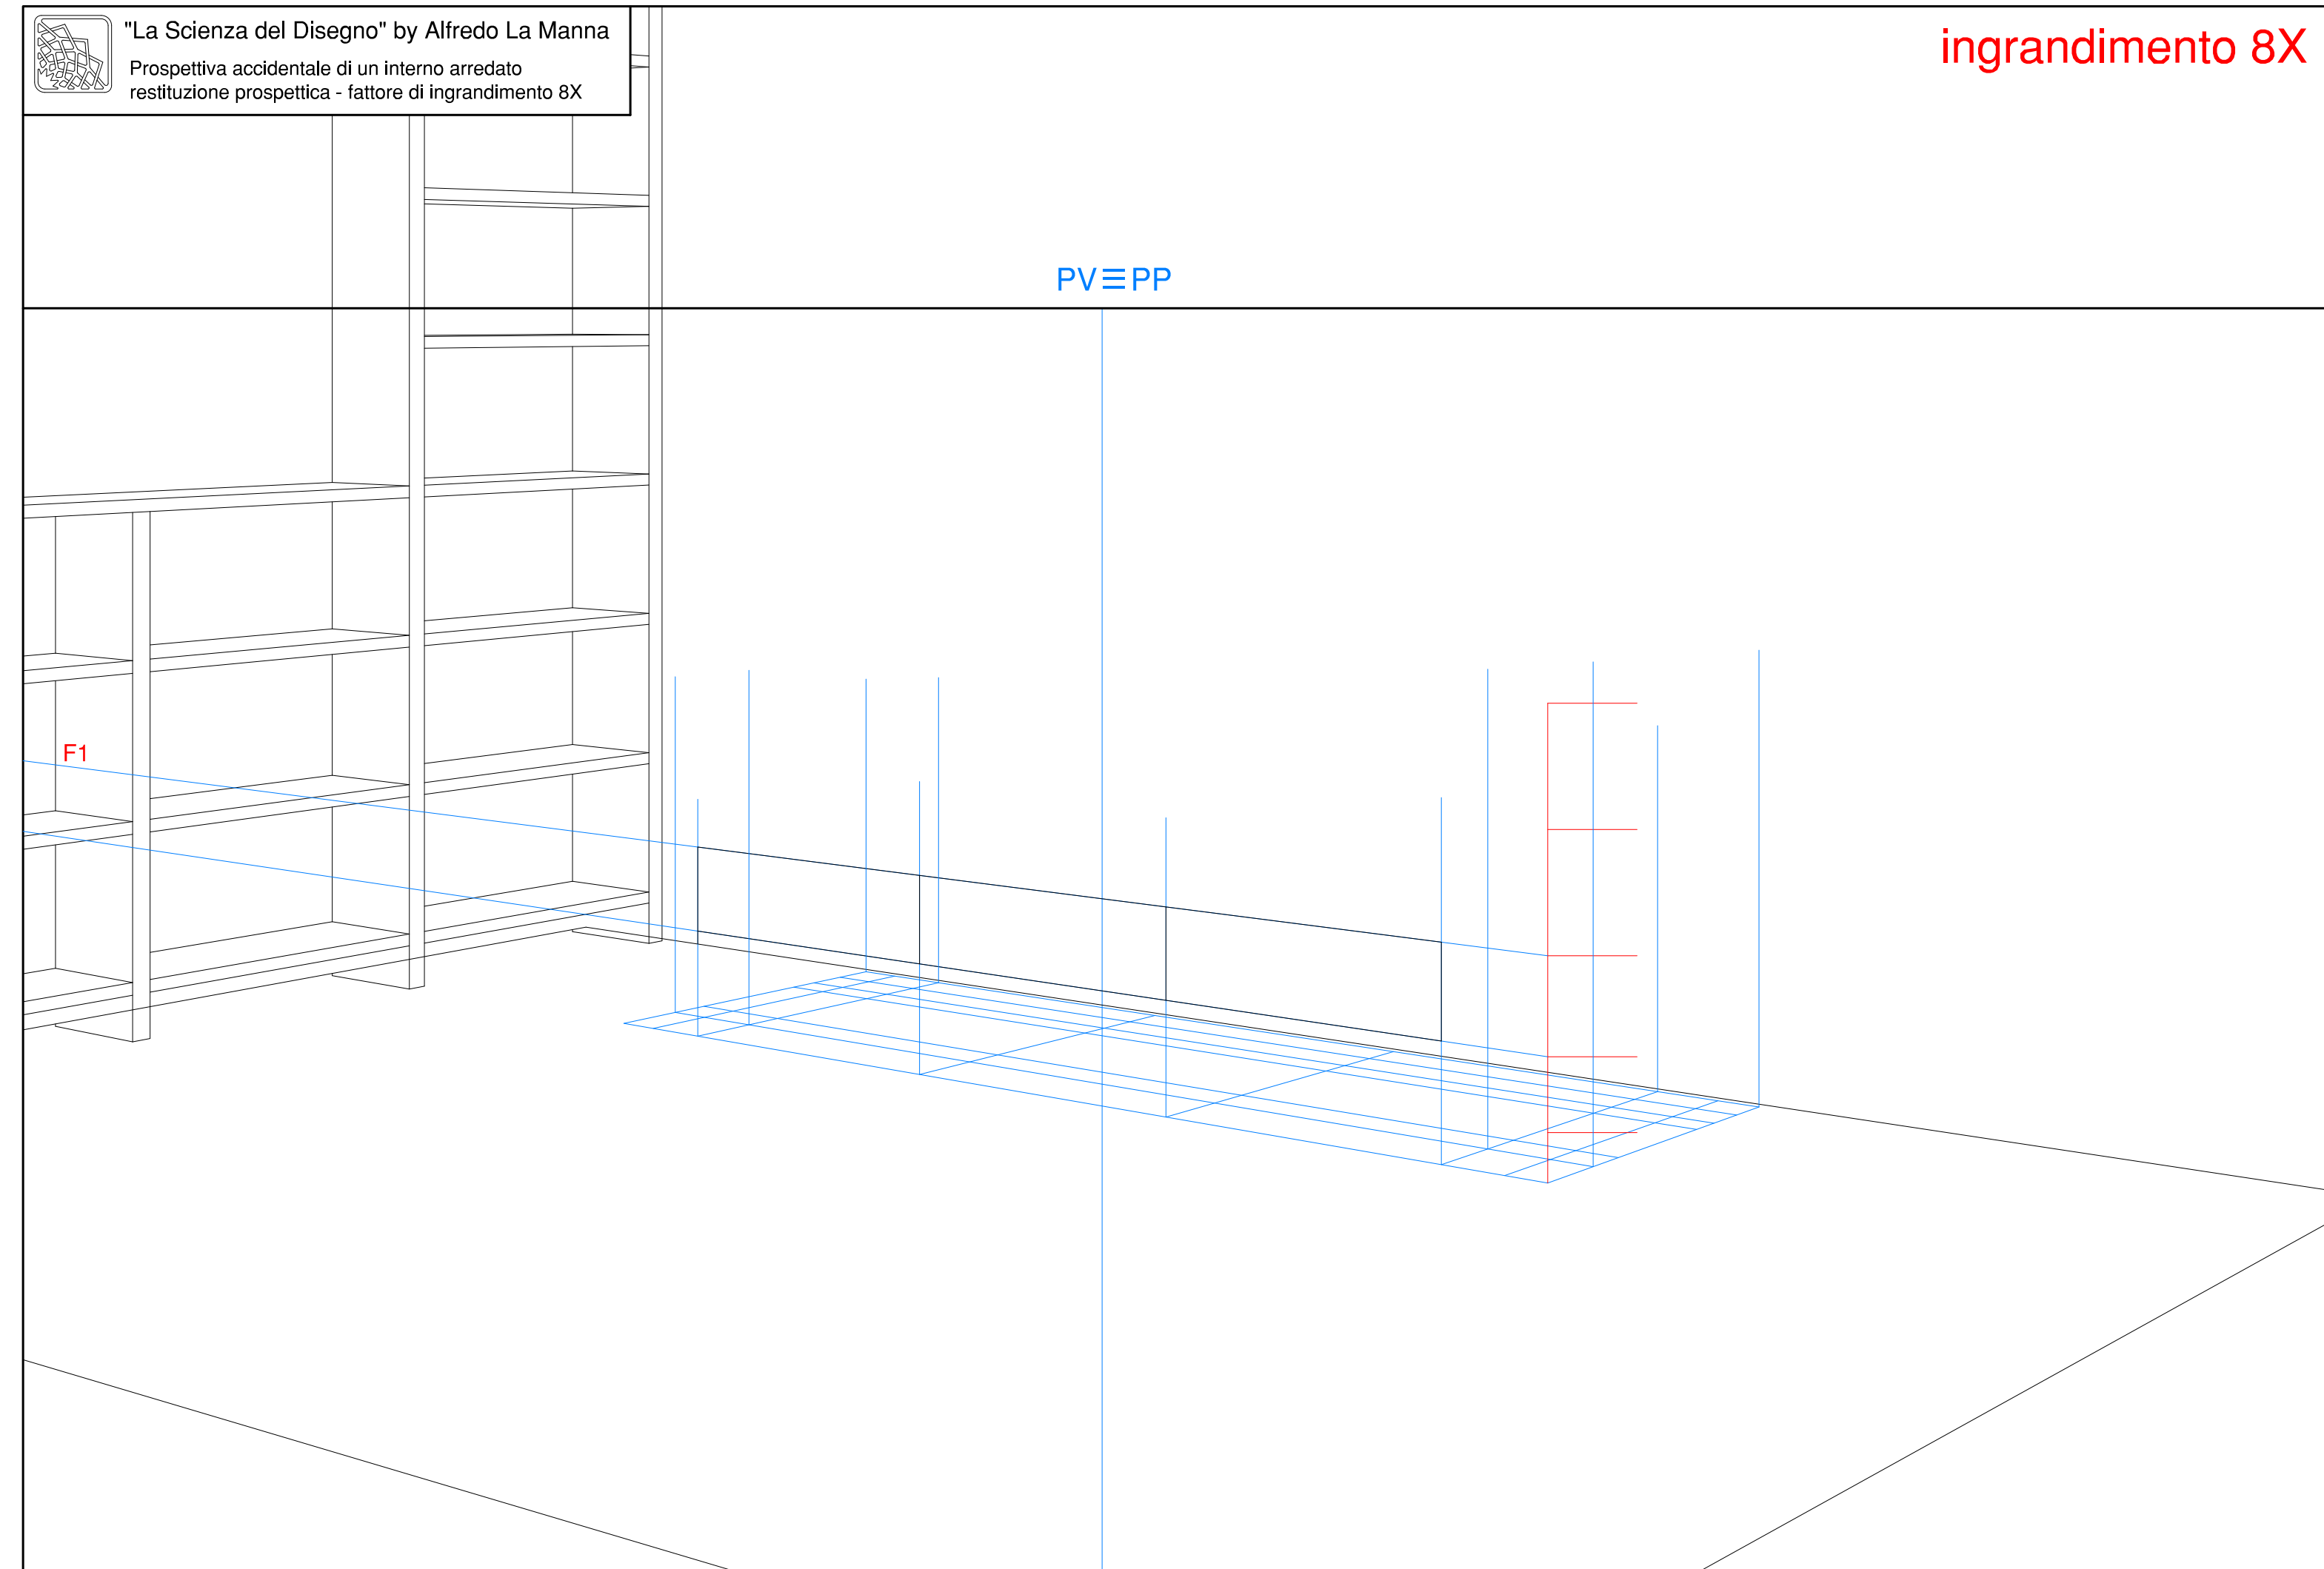 "La Scienza del Disegno" by Alfredo La Manna
Prospettiva accidentale di un interno arredato
restituzione prospettica - fattore di ingrandimento 8X
ingrandimento 8X
PV≡PP
F1